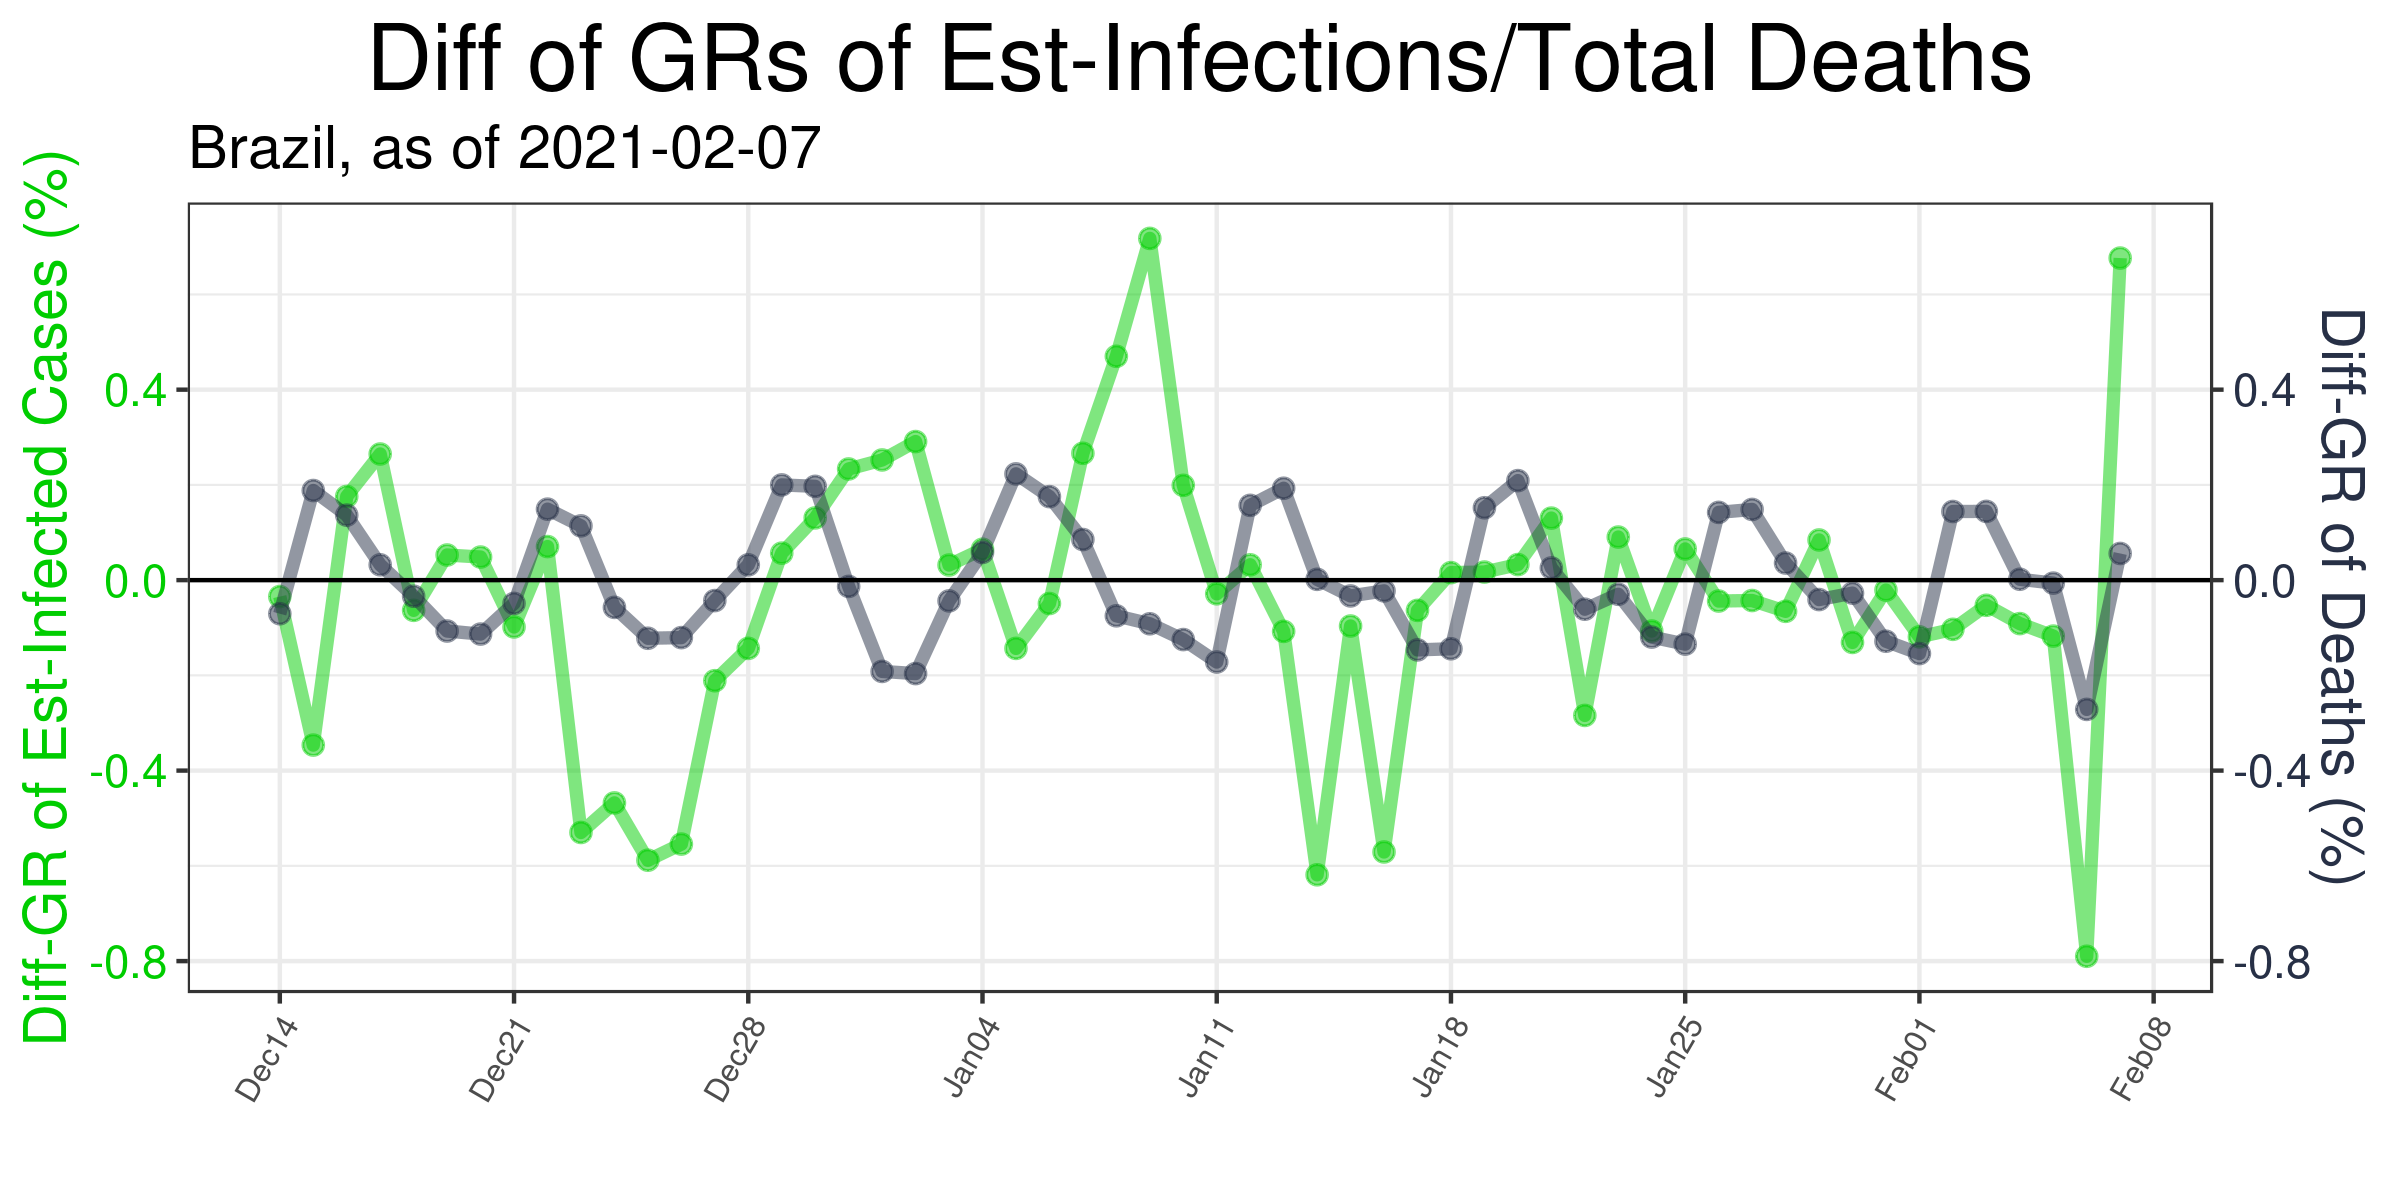 Diff of GRs of Est-Infections/Total Deaths
Brazil, as of 2021-02-07
Diff-GR of Est-Infected Cases (%)
0.4
0.0
-0.4
-0.8
0.4
0.0
-0.4
-0.8
Diff-GR of Deaths (%)
Dec14
Dec21
Dec28
Jan04
Jan11
Jan18
Jan25
Feb01
Feb08